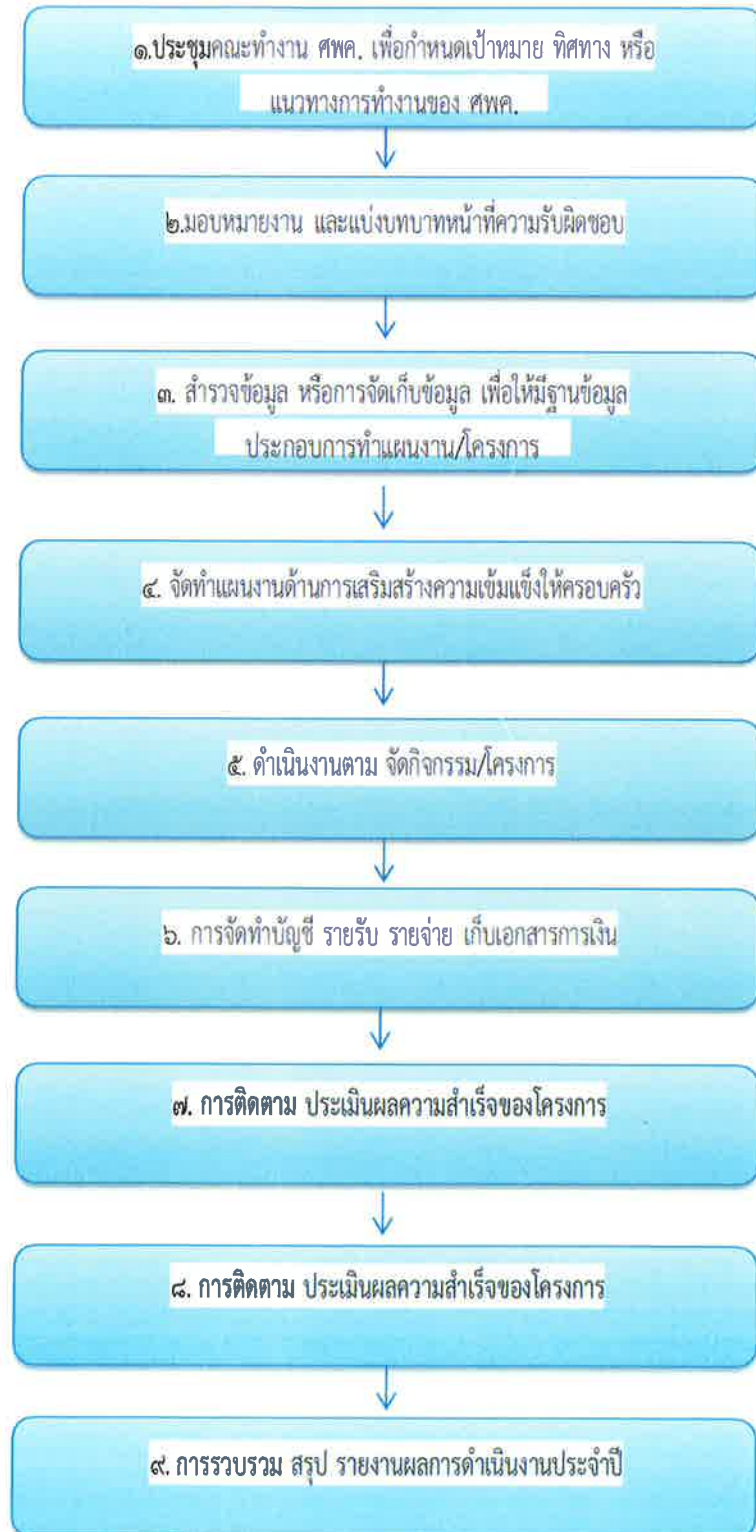 ๑.ประชุมคณะทำงาน ศพค. เพื่อกำหนดเป้าหมาย ทิศทาง หรือ
แนวทางการทำงานของ ศพค.
๒.มอบหมายงาน และแบ่งบทบาทหน้าที่ความรับผิดชอบ
๓. สำรวจข้อมูล หรือการจัดเก็บข้อมูล เพื่อให้มีฐานข้อมูล
ประกอบการทำแผนงาน/โครงการ
๔. จัดทำแผนงานด้านการเสริมสร้างความเข้มแข็งให้ครอบครัว
๕. ดำเนินงานตาม จัดกิจกรรม/โครงการ
๖. การจัดทำบัญชี รายรับ รายจ่าย เก็บเอกสารการเงิน
๗. การติดตาม ประเมินผลความสำเร็จของโครงการ
๘. การติดตาม ประเมินผลความสำเร็จของโครงการ
๙. การรวบรวม สรุป รายงานผลการดำเนินงานประจำปี